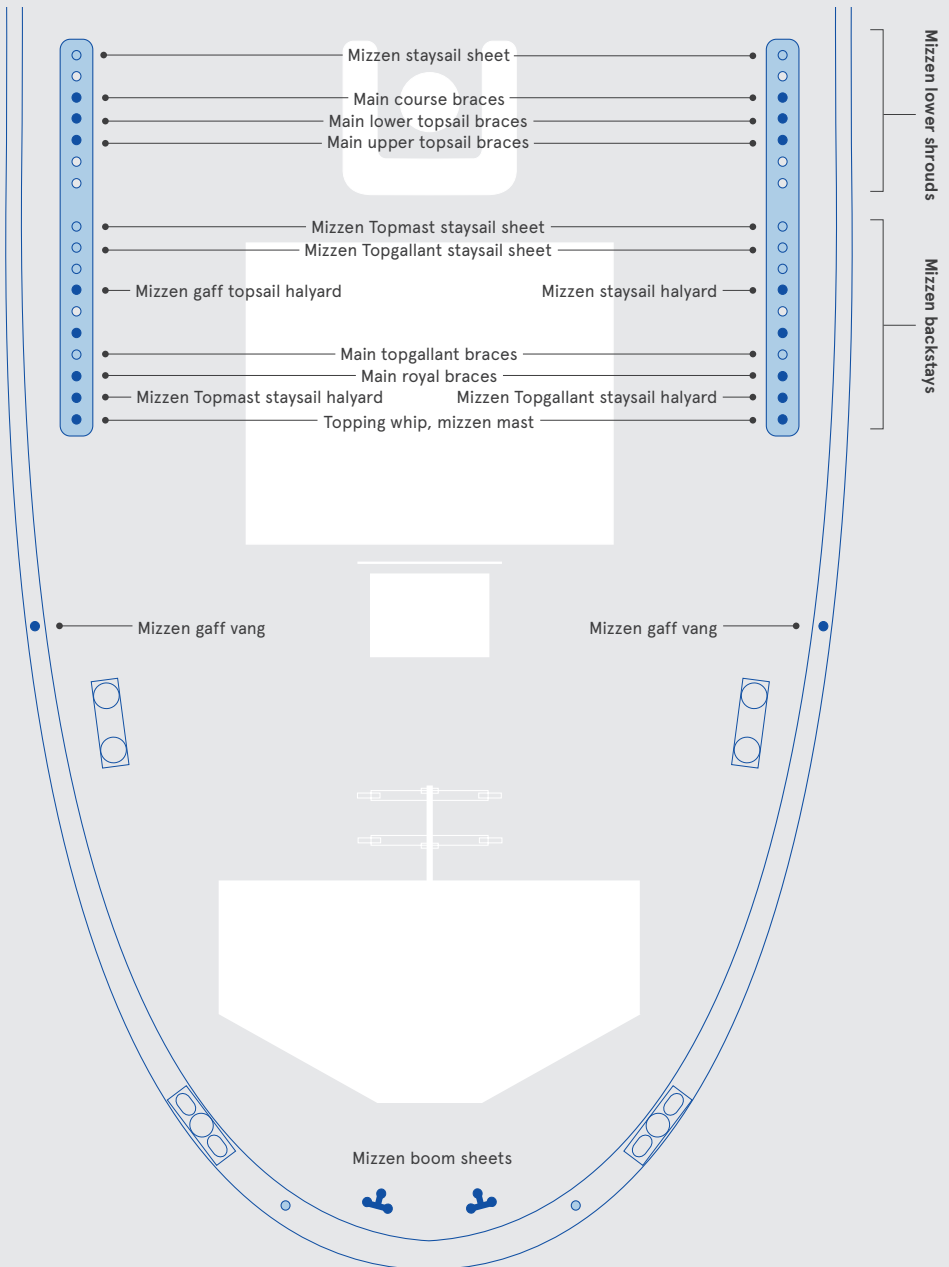 Mizzen staysail sheet
Main course braces
Main lower topsail braces
Main upper topsail braces
Mizzen lower shrouds
Mizzen Topmast staysail sheet
Mizzen Topgallant staysail sheet
Mizzen gaff topsail halyard
Mizzen staysail halyard
Mizzen backstays
Main topgallant braces
Main royal braces
Mizzen Topmast staysail halyard
Mizzen Topgallant staysail halyard
Topping whip, mizzen mast
Mizzen gaff vang
Mizzen gaff vang
Mizzen boom sheets